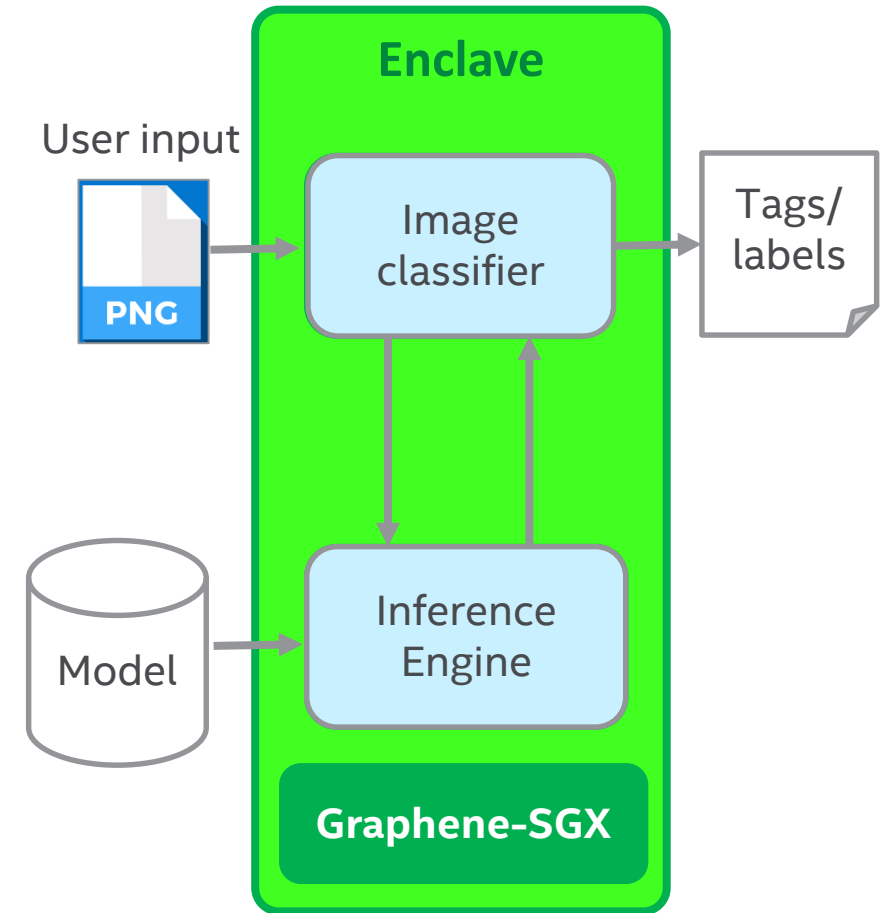 Enclave
User input
PNG
Image
classifier
Tags/
labels
Model
Inference
Engine
Graphene-SGX